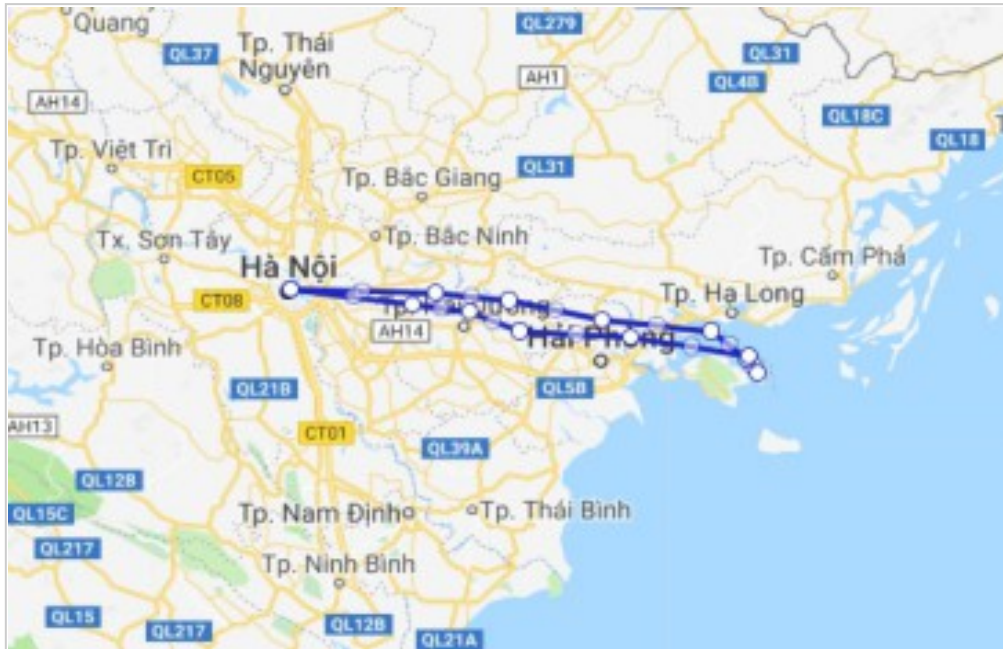 Quang
QL279
QL37
Tp. Thái
Nguyên
AH1
QL31
QL4B
AH14
QL18C
QL18
Tp. Việt Trì
CT05
QL31
Tp. Bắc Giang
Tx. Sơn Tây
Tp. Bắc Ninh
Tp. Cẩm Phả
Hà Nội
CT08
Tp. Hạ Long
AH14
Hải Phòng
Tp. Hòa Bình
QL21B
QL5B
CT01
AH13
QL39A
QL12B
QL15C
Tp. Nam Định
Tp. Thái Bình
QL217
Tp. Ninh Bình
QL15
QL217
QL12B
QL21A